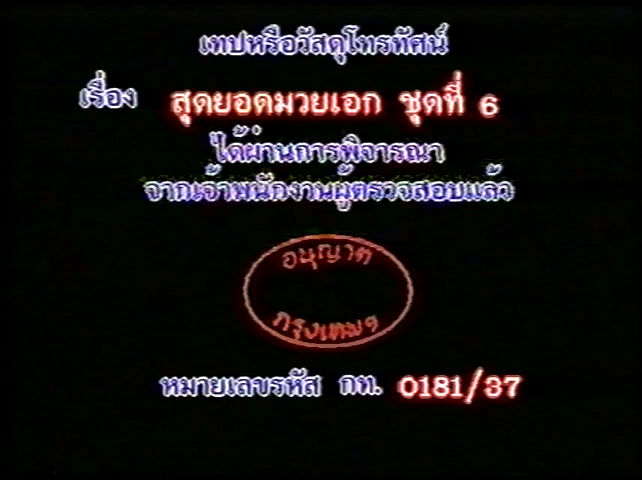 เทปหรือวัสดุโทรทัศน์
เรื่อง สุดยอดมวยเอก ชุดที่ 6
ได้ผ่านการพิจารณา
จากเจ้าพนักงานผู้ตรวจสอบแล้ว
อนุญาต
กรุงเทพฯ
หมายเลขรหัส กท. 0181/37